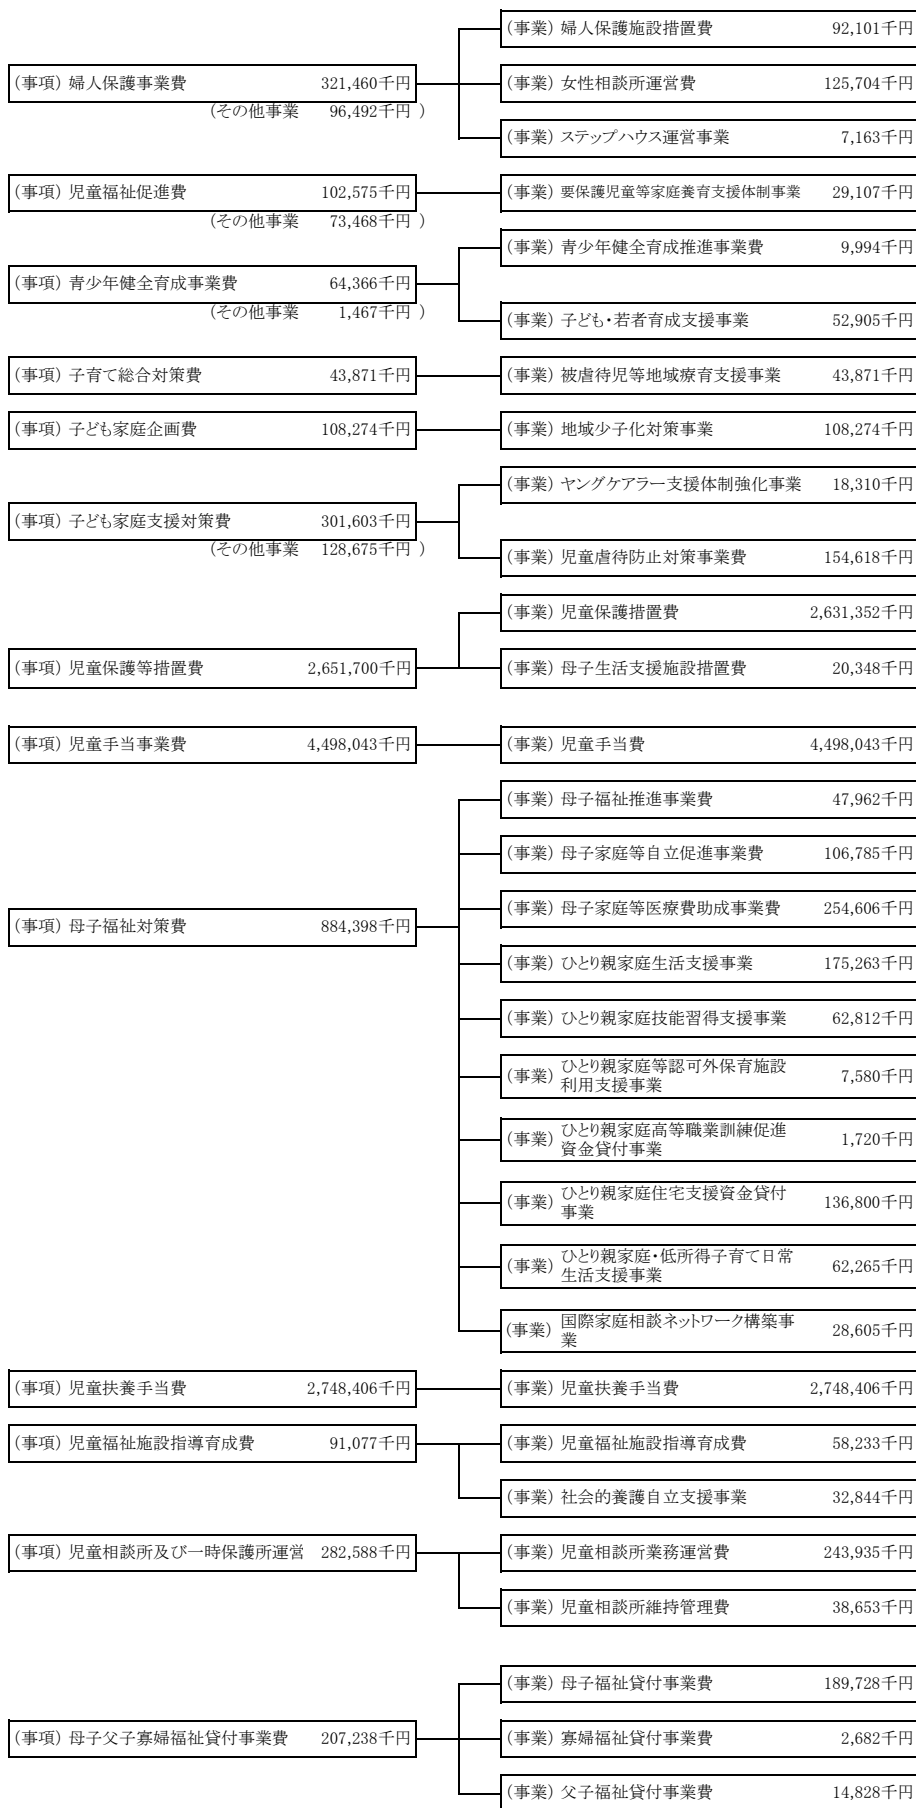 (事業) 婦人保護施設措置費 92,101千円
(事項) 婦人保護事業費 321,460千円
(事業) 女性相談所運営費 125,704千円
(その他事業 96,492千円 )
(事業) ステップハウス運営事業 7,163千円
(事項) 児童福祉促進費 102,575千円
(事業) 要保護児童等家庭養育支援体制事業 29,107千円
(その他事業 73,468千円 )
(事業) 青少年健全育成推進事業費 9,994千円
(事項) 青少年健全育成事業費 64,366千円
(その他事業 1,467千円 )
(事業) 子ども・若者育成支援事業 52,905千円
(事項) 子育て総合対策費 43,871千円
(事業) 被虐待児等地域療育支援事業 43,871千円
(事項) 子ども家庭企画費 108,274千円
(事業) 地域少子化対策事業 108,274千円
(事業) ヤングケアラー支援体制強化事業 18,310千円
(事項) 子ども家庭支援対策費 301,603千円
(その他事業 128,675千円 )
(事業) 児童虐待防止対策事業費 154,618千円
(事業) 児童保護措置費 2,631,352千円
(事項) 児童保護等措置費 2,651,700千円
(事業) 母子生活支援施設措置費 20,348千円
(事項) 児童手当事業費 4,498,043千円
(事業) 児童手当費 4,498,043千円
(事業) 母子福祉推進事業費 47,962千円
(事業) 母子家庭等自立促進事業費 106,785千円
(事業) 母子家庭等医療費助成事業費 254,606千円
(事項) 母子福祉対策費 884,398千円
(事業) ひとり親家庭生活支援事業 175,263千円
(事業) ひとり親家庭技能習得支援事業 62,812千円
(事業) ひとり親家庭等認可外保育施設
利用支援事業 7,580千円
(事業) ひとり親家庭高等職業訓練促進
資金貸付事業 1,720千円
(事業) ひとり親家庭住宅支援資金貸付
事業 136,800千円
(事業) ひとり親家庭・低所得子育て日常
生活支援事業 62,265千円
(事業) 国際家庭相談ネットワーク構築事
業 28,605千円
(事項) 児童扶養手当費 2,748,406千円
(事業) 児童扶養手当費 2,748,406千円
(事項) 児童福祉施設指導育成費 91,077千円
(事業) 児童福祉施設指導育成費 58,233千円
(事業) 社会的養護自立支援事業 32,844千円
(事項) 児童相談所及び一時保護所運営 282,588千円
(事業) 児童相談所業務運営費 243,935千円
(事業) 児童相談所維持管理費 38,653千円
(事業) 母子福祉貸付事業費 189,728千円
(事項) 母子父子寡婦福祉貸付事業費 207,238千円
(事業) 寡婦福祉貸付事業費 2,682千円
(事業) 父子福祉貸付事業費 14,828千円